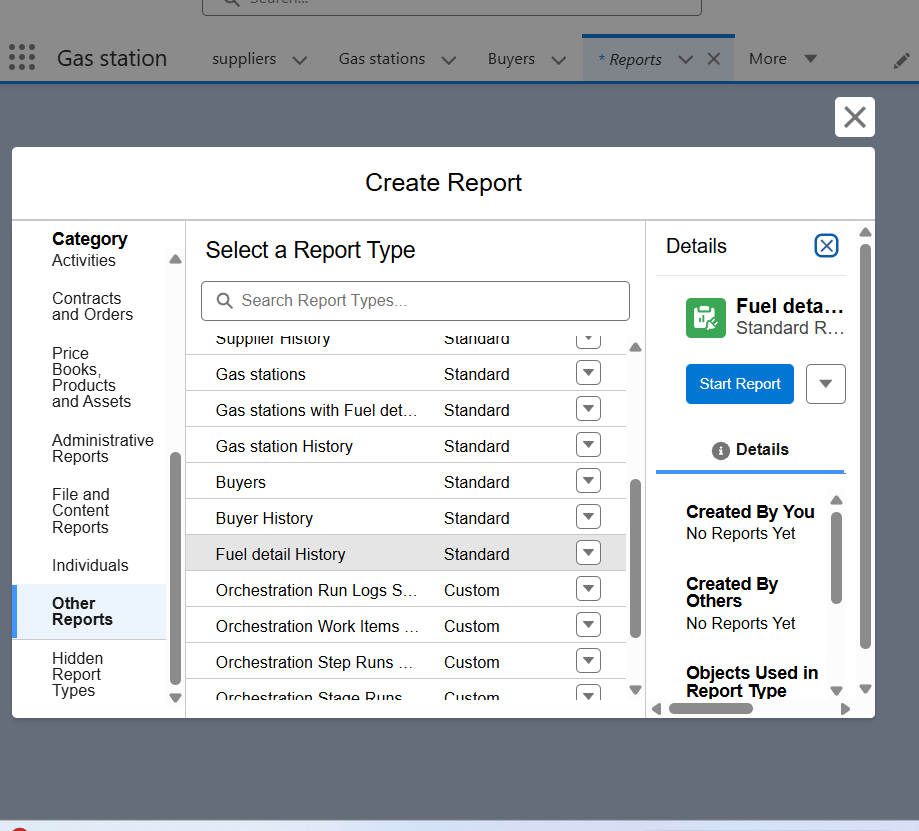 Search...
Gas station
suppliers
Gas stations
Buyers
* Reports
More
Create Report
Category
Activities
Contracts
and Orders
Price
Books,
Products
and Assets
Administrative
Reports
File and
Content
Reports
Individuals
Other
Reports
Hidden
Report
Types
Select a Report Type
Search Report Types...
Supplier History Standard
Gas stations Standard
Gas stations with Fuel det... Standard
Gas station History Standard
Buyers Standard
Buyer History Standard
Fuel detail History Standard
Orchestration Run Logs S... Custom
Orchestration Work Items ... Custom
Orchestration Step Runs ... Custom
Orchestration Stage Runs Custom
Details
Fuel deta...
Standard R...
Start Report
Details
Created By You
No Reports Yet
Created By
Others
No Reports Yet
Objects Used in
Report Type